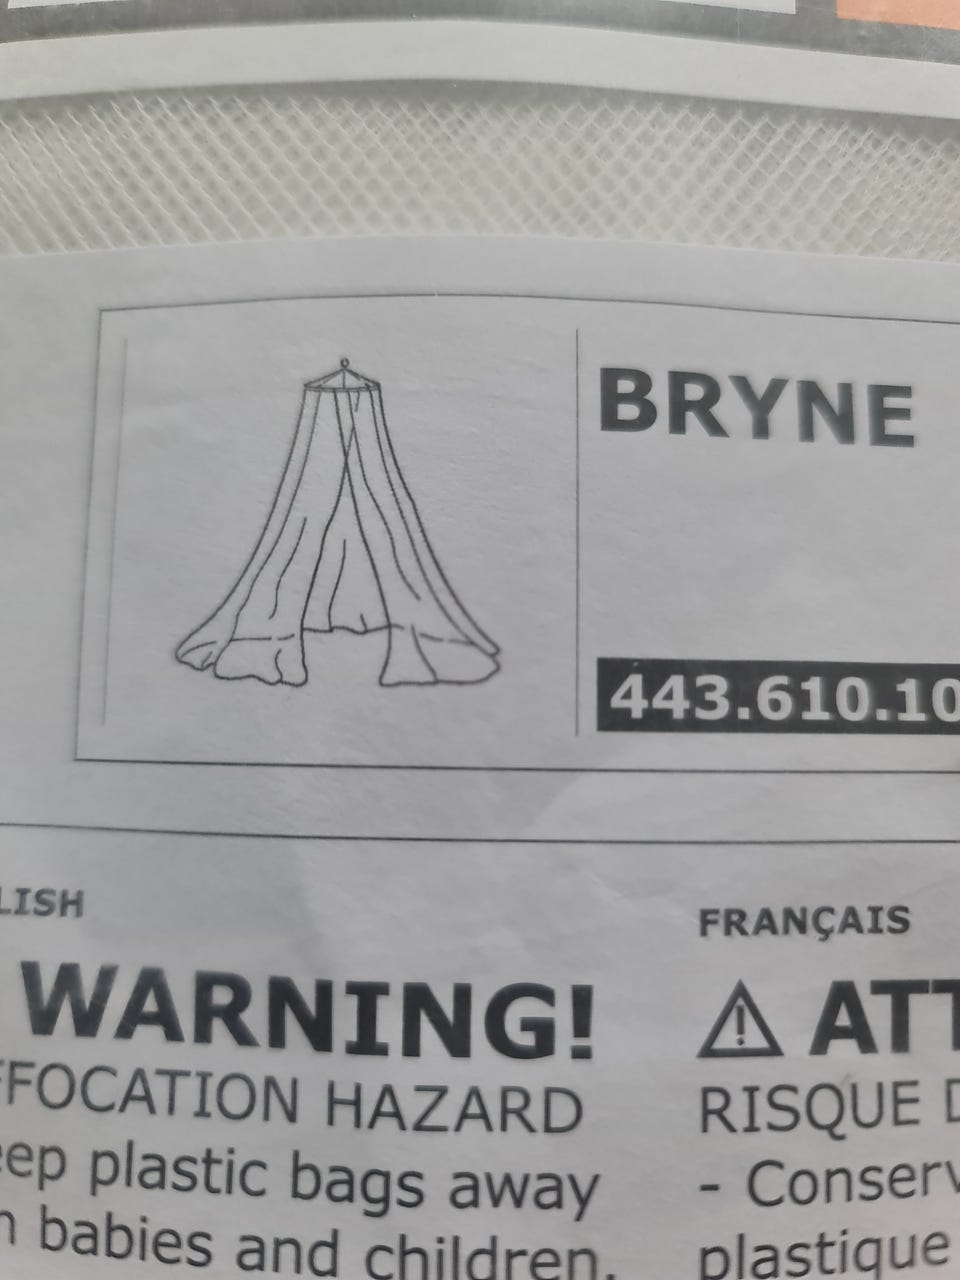 BRYNE
443.610.10
LISH
FRANÇAIS
WARNING!
⚠ ATT
FFOCATION HAZARD
RISQUE D
eep plastic bags away
- Conserv
n babies and children.
plastique